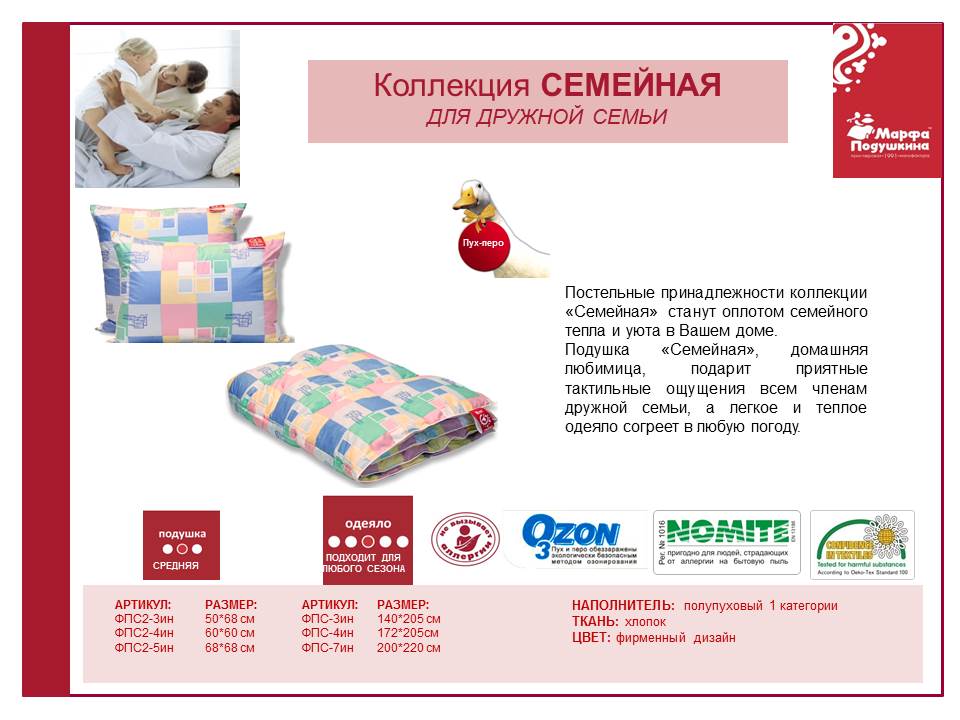 Коллекция СЕМЕЙНАЯ
ДЛЯ ДРУЖНОЙ СЕМЬИ
Марфа
Подушкина
Пух-перо
Постельные принадлежности коллекции
«Семейная» станут оплотом семейного
тепла и уюта в Вашем доме.
Подушка «Семейная», домашняя
любимица, подарит приятные
тактильные ощущения всем членам
дружной семьи, а легкое и теплое
одеяло согреет в любую погоду.
подушка
СРЕДНЯЯ
одеяло
ПОДХОДИТ ДЛЯ
ЛЮБОГО СЕЗОНА
не вызывает
аллергии
O3ZON
Пух и перо обеззаражены
экологически безопасным
методом озонирования
Рег. № 1016
NOMITE
EN 12186
пригодно для людей, страдающих
от аллергии на бытовую пыль
CONFIDENCE
IN TEXTILES
Tested for harmful substances
According to Oeko-Tex Standard 100
АРТИКУЛ: РАЗМЕР:
ФПС2-3ин 50*68 см
ФПС2-4ин 60*60 см
ФПС2-5ин 68*68 см
АРТИКУЛ: РАЗМЕР:
ФПС-3ин 140*205 см
ФПС-4ин 172*205см
ФПС-7ин 200*220 см
НАПОЛНИТЕЛЬ: полупуховый 1 категории
ТКАНЬ: хлопок
ЦВЕТ: фирменный дизайн